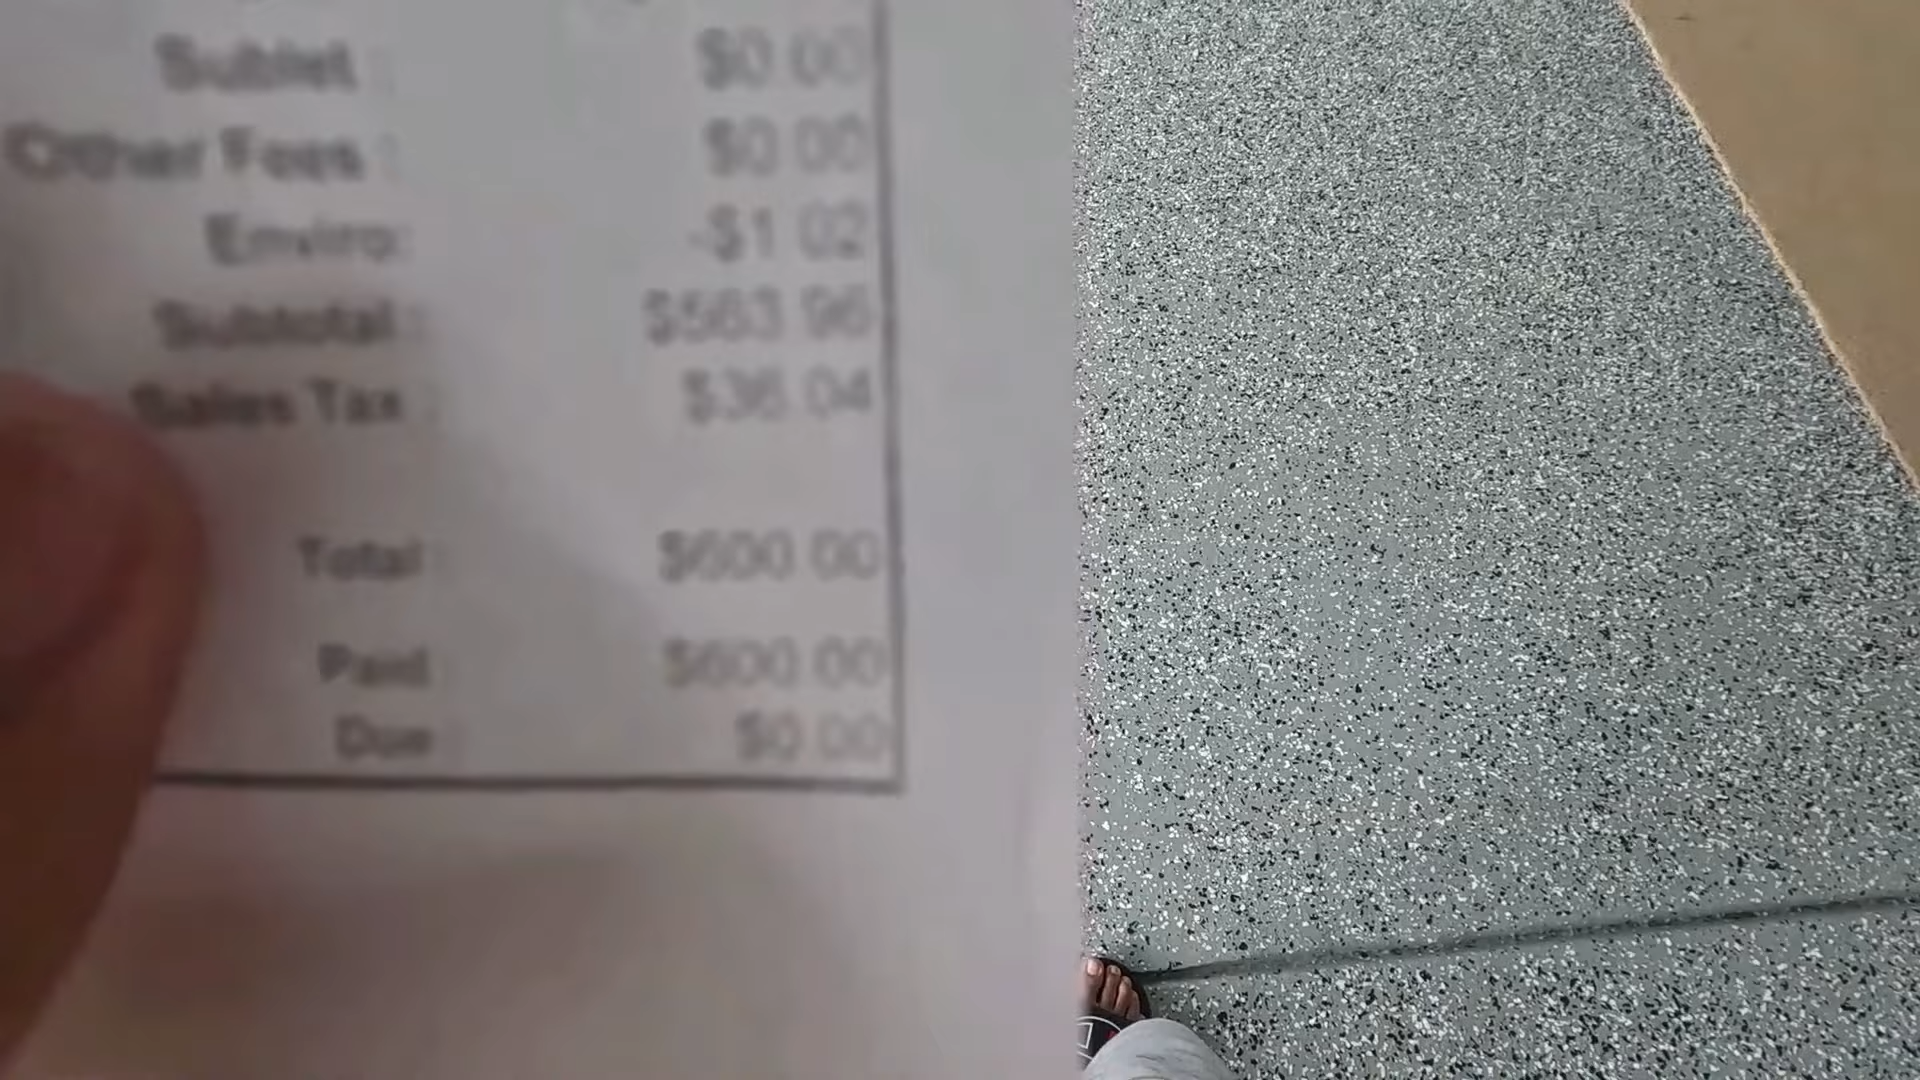 Sublet : $0.00
Other Fees : $0.00
Enviro: -$1.02
Subtotal : $563.96
Sales Tax : $36.04
Total : $600.00
Paid : $600.00
Due : $0.00